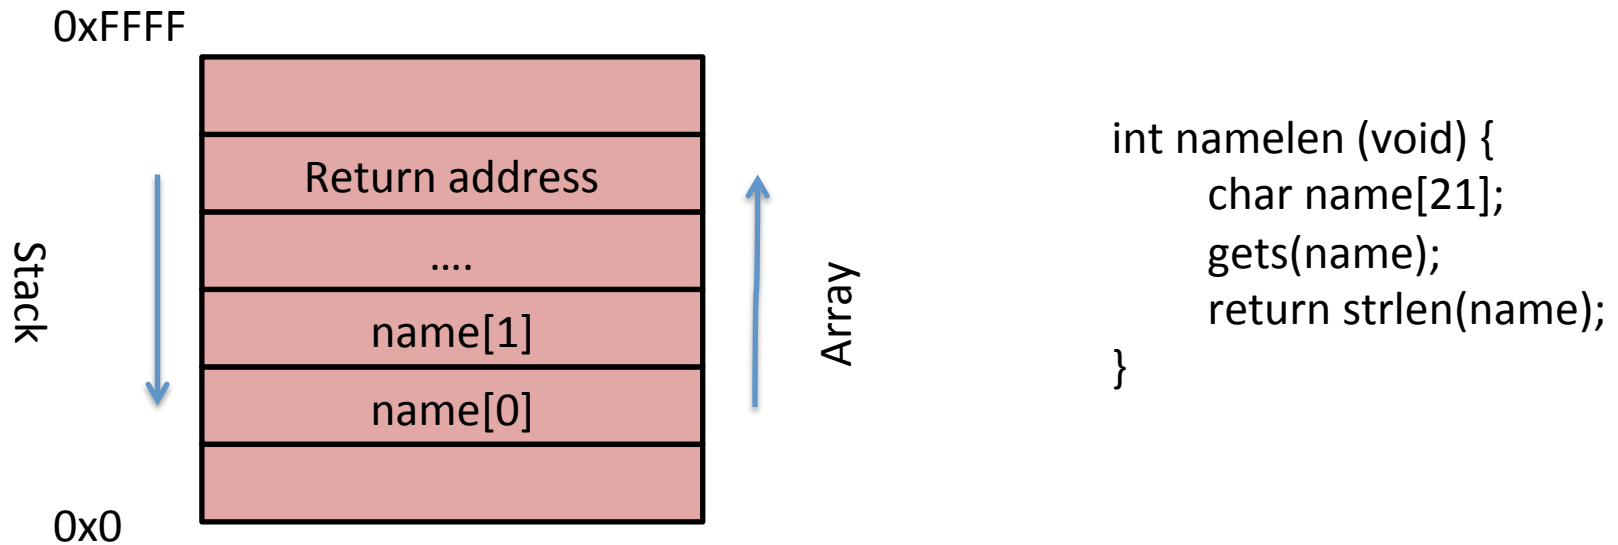 0xFFFF
Return address
....
name[1]
name[0]
0x0
Stack
Array
int namelen (void) {
char name[21];
gets(name);
return strlen(name);
}